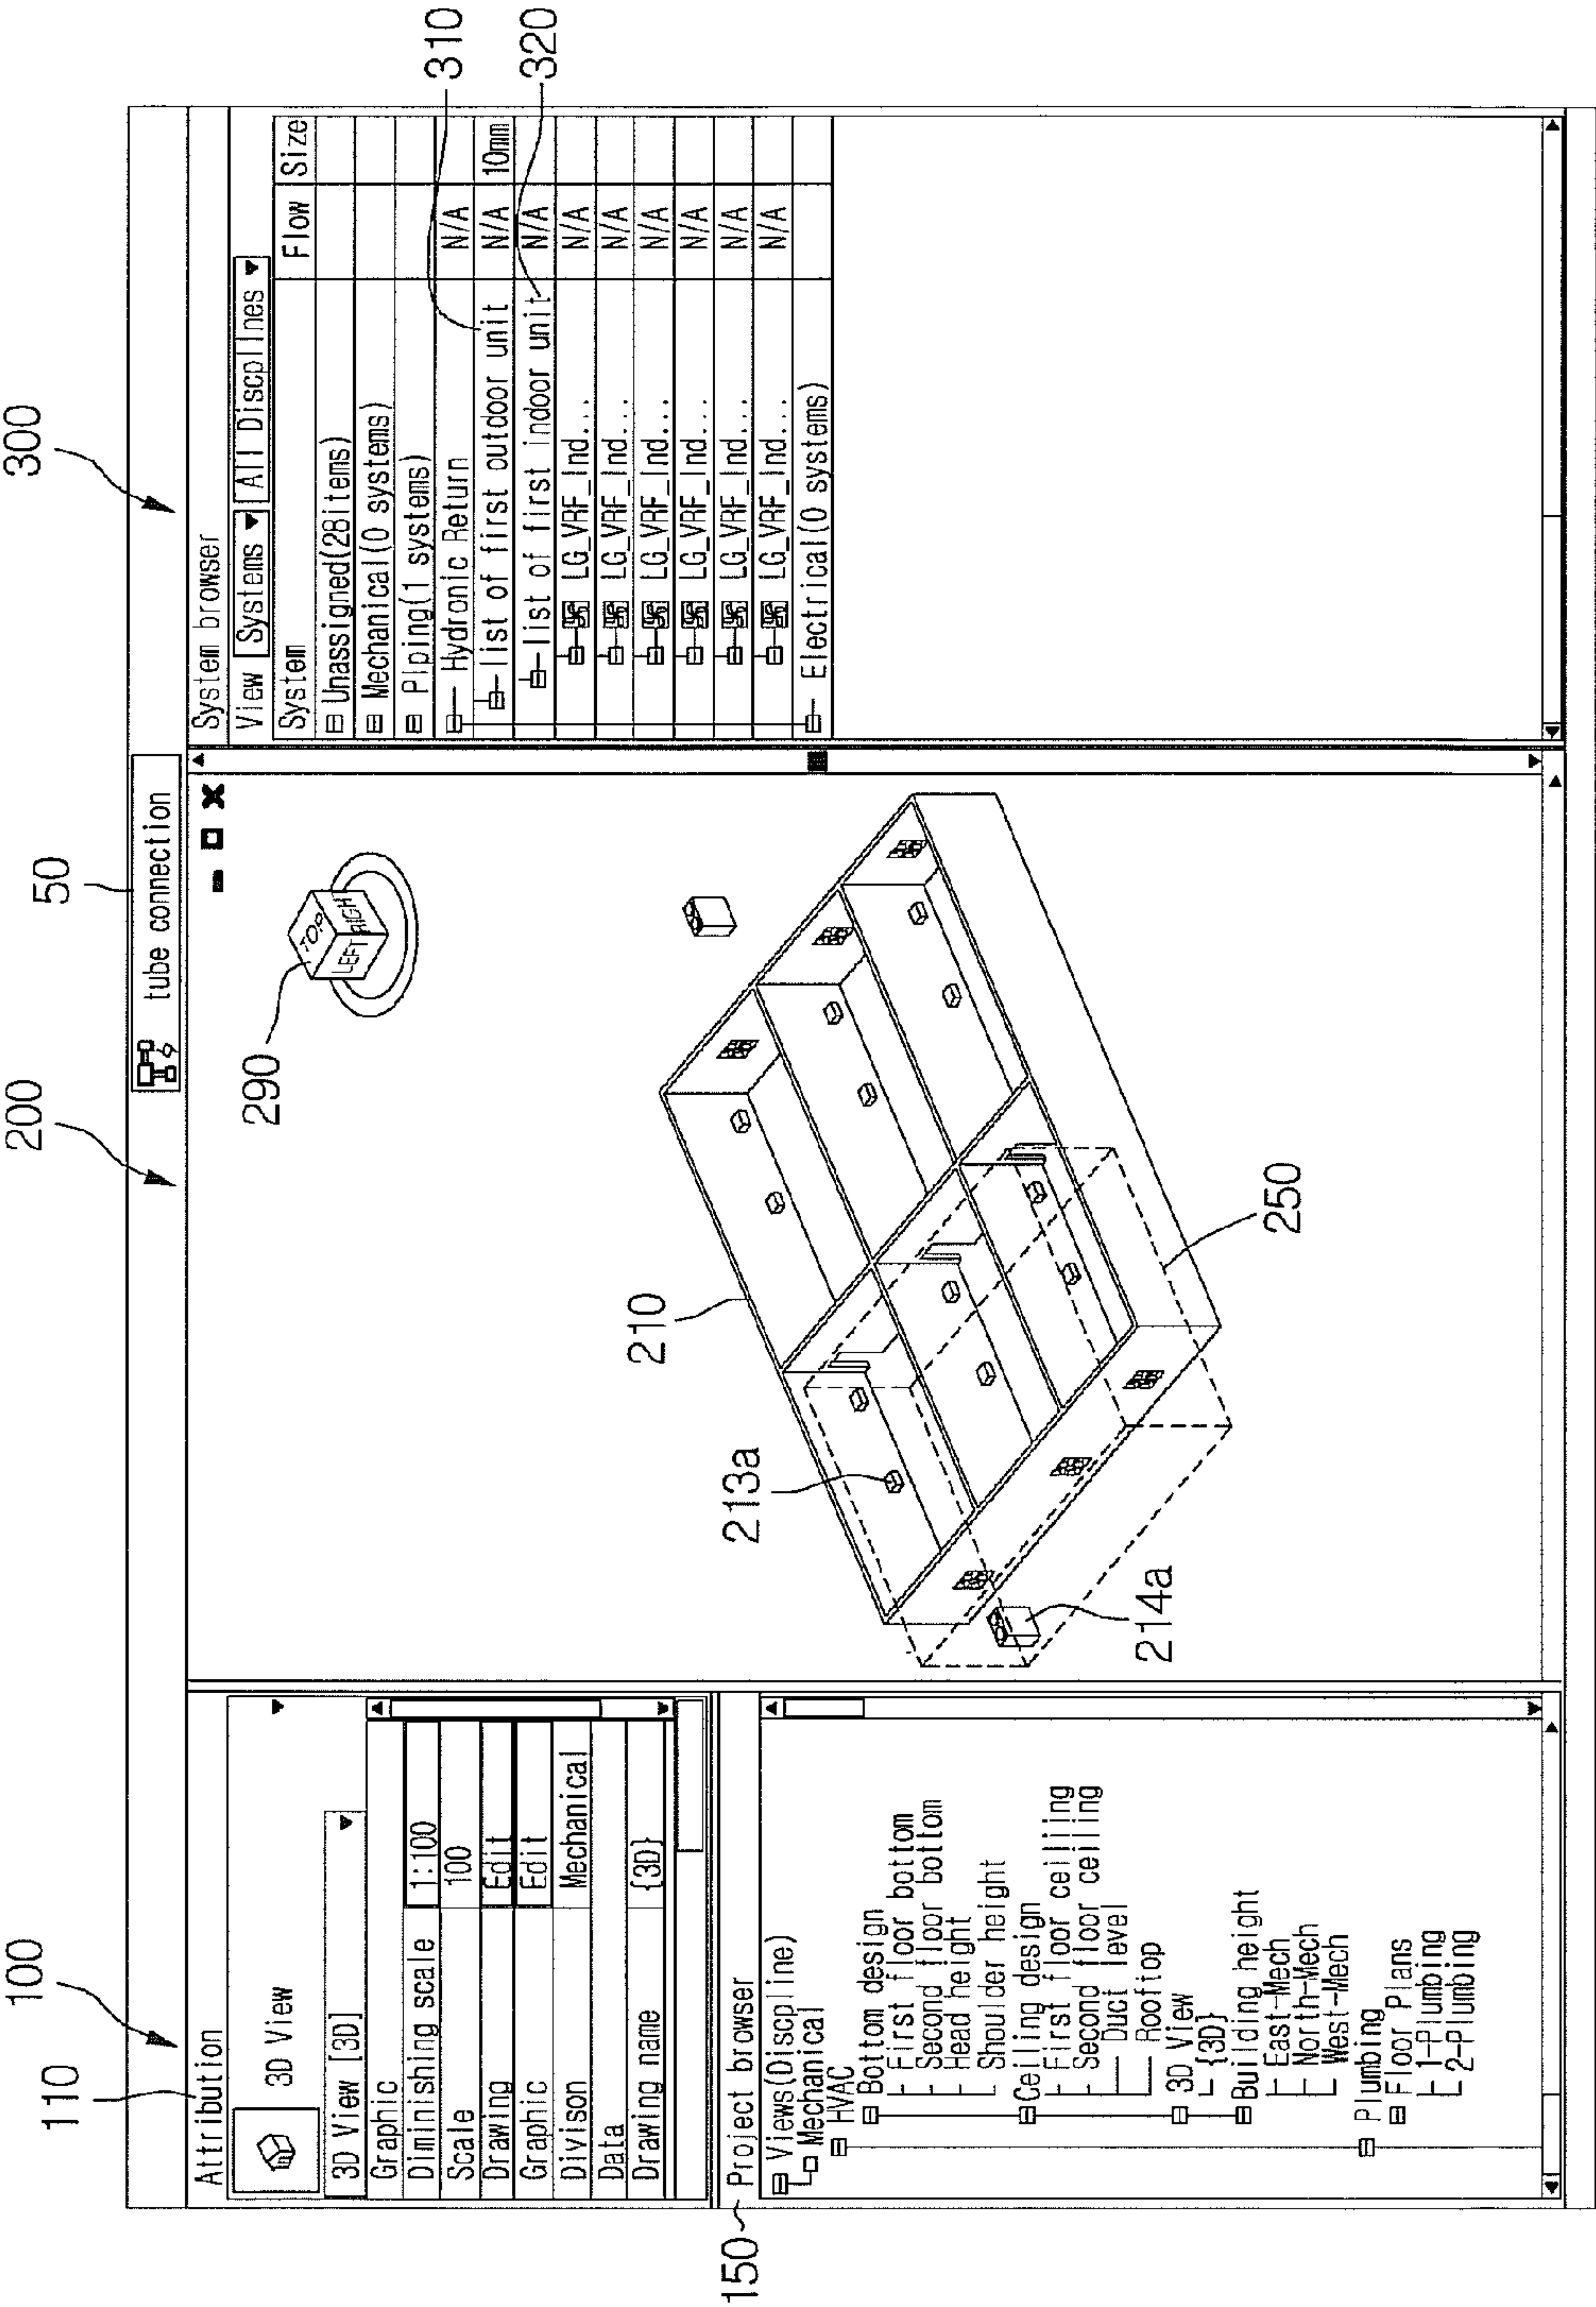 100
200
300
110
50
310
320
tube connection
Attribution
3D View
3D View [3D]
Graphic
Diminishing scale 1:100
Scale 100
Drawing Edit
Graphic Edit
Divison Mechanical
Data
Drawing name {3D}
150
Project browser
Views(Discpline)
Mechanical
HVAC
Bottom design
First floor bottom
Second floor bottom
Head height
Shoulder height
Ceiling design
First floor ceilling
Second floor ceiling
Duct level
Rooftop
3D View
{3D}
Building height
East-Mech
North-Mech
West-Mech
Plumbing
Floor Plans
1-Plumbing
2-Plumbing
290
TOP
LEFT
RIGH
210
213a
214a
250
System browser
View Systems All Discplines
System Flow Size
Unassigned(28items)
Mechanical(0 systems)
Piping(1 systems)
Hydronic Return N/A
list of first outdoor unit N/A 10mm
list of first indoor unit N/A
LG_VRF_Ind... N/A
LG_VRF_Ind... N/A
LG_VRF_Ind... N/A
LG_VRF_Ind... N/A
LG_VRF_Ind... N/A
LG_VRF_Ind... N/A
Electrical(0 systems)